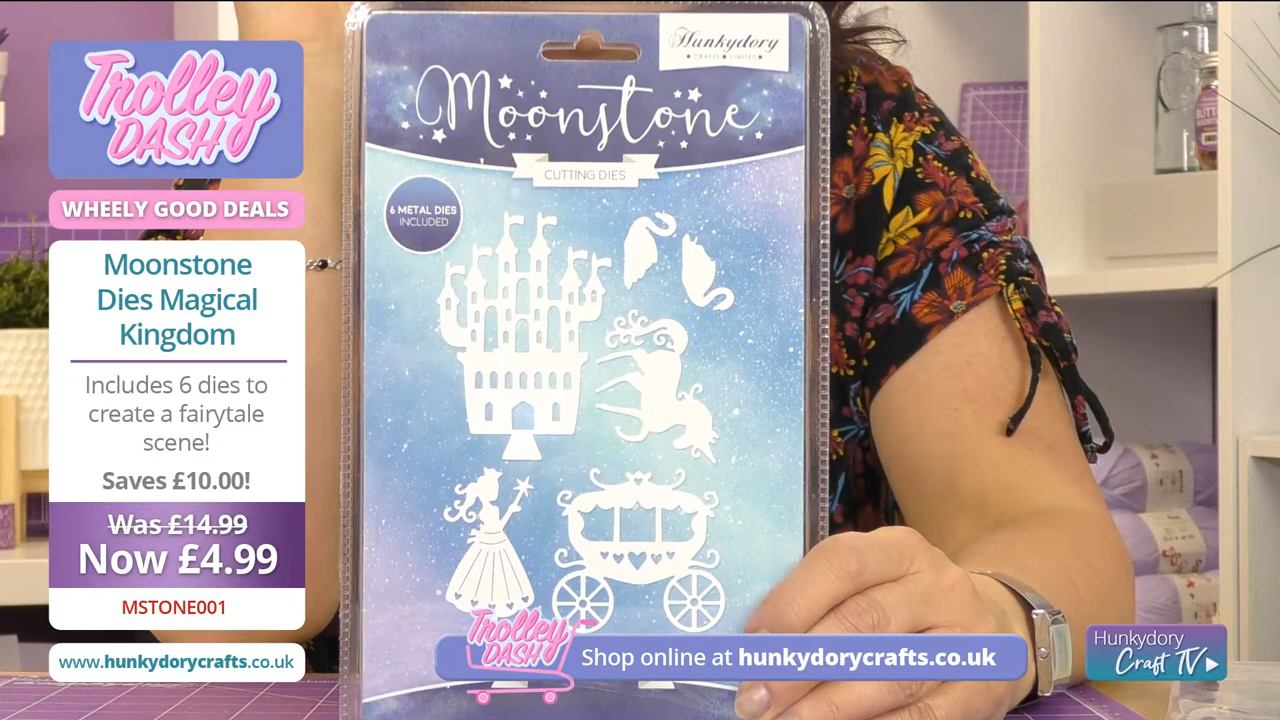 Trolley
DASH
WHEELY GOOD DEALS
Moonstone
Dies Magical
Kingdom
Includes 6 dies to
create a fairytale
scene!
Saves £10.00!
Was £14.99
Now £4.99
MSTONE001
www.hunkydorycrafts.co.uk
Hunkydory
CRAFTS LIMITED
Moonstone
CUTTING DIES
6 METAL DIES
INCLUDED
Trolley
DASH
Shop online at hunkydorycrafts.co.uk
Hunkydory
Craft TV